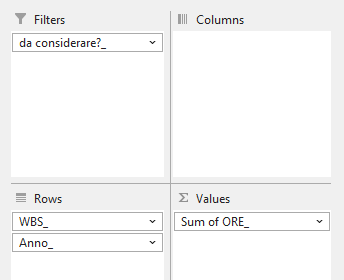 Filters
da considerare?_
Columns
Rows
WBS_
Anno_
Values
Sum of ORE_